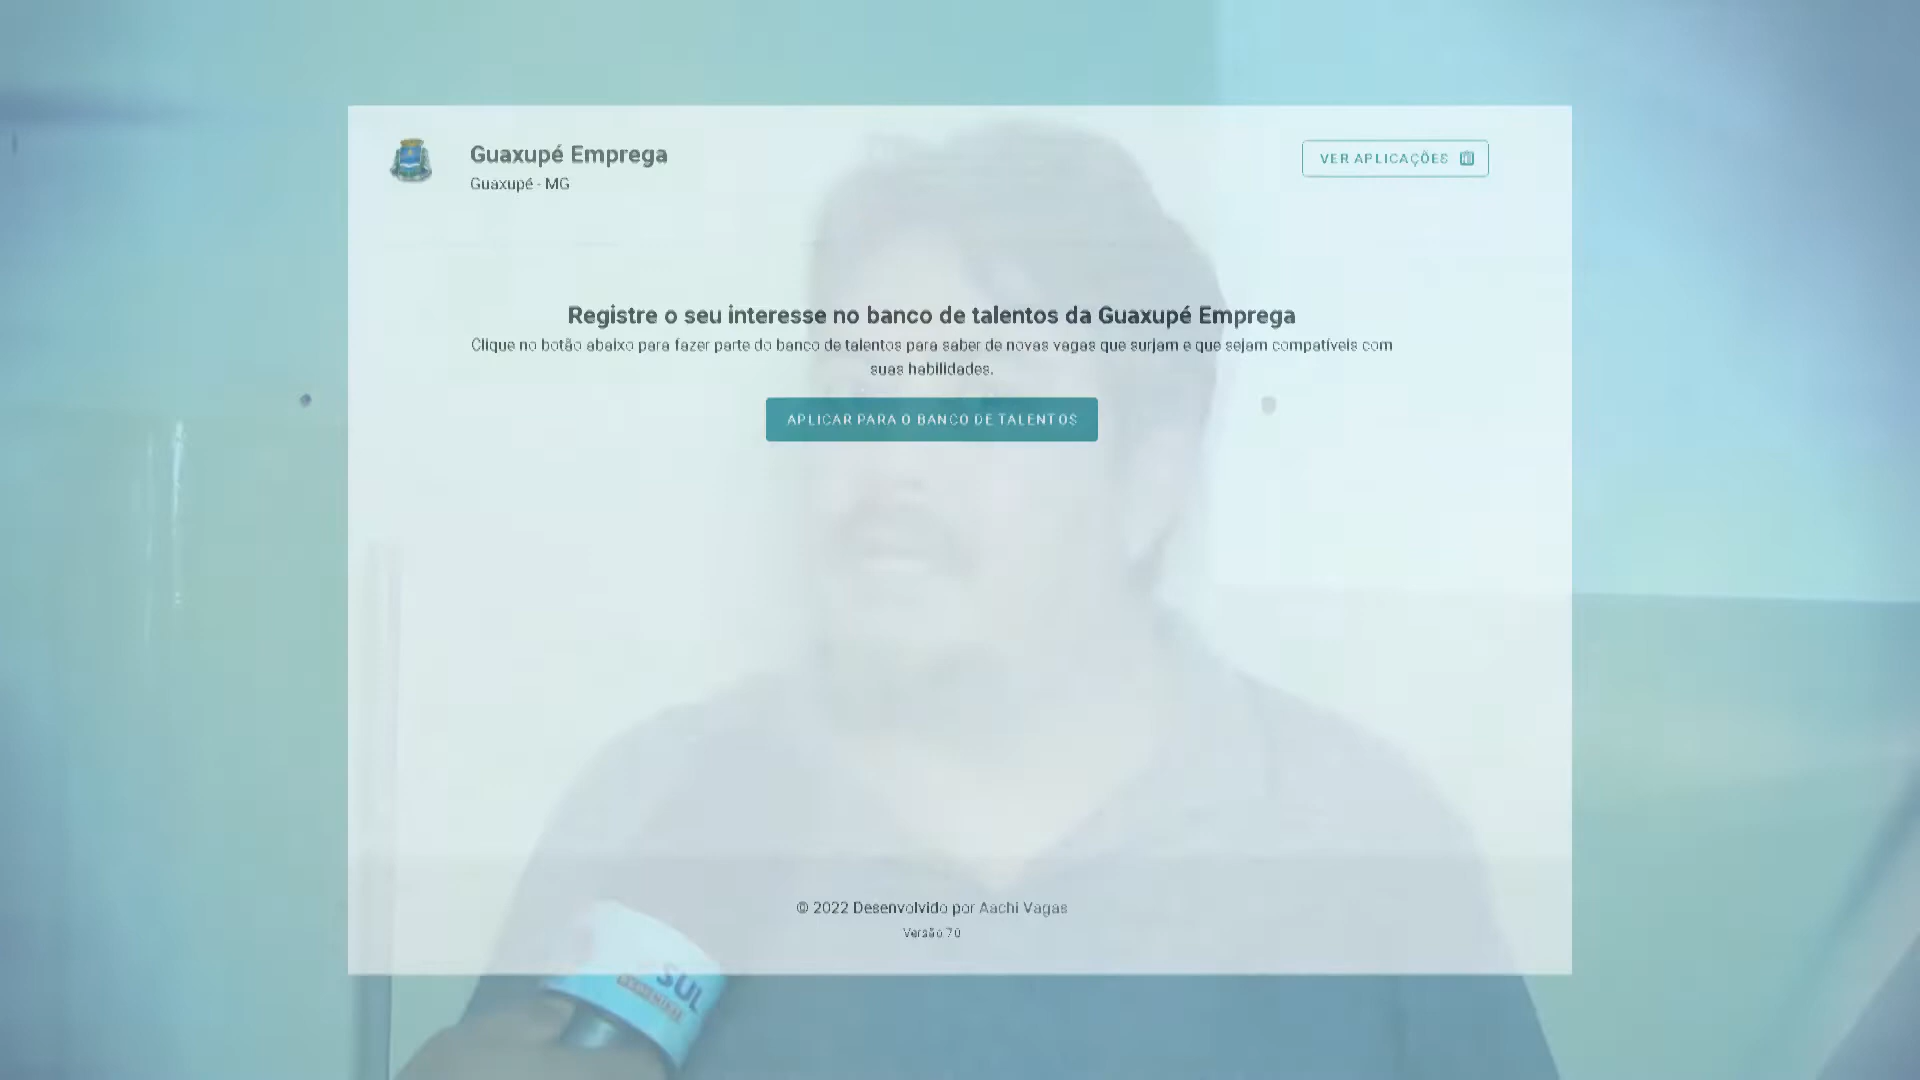 Guaxupé Emprega
Guaxupé - MG
VER APLICAÇÕES
Registre o seu interesse no banco de talentos da Guaxupé Emprega
Clique no botão abaixo para fazer parte do banco de talentos para saber de novas vagas que surjam e que sejam compatíveis com
suas habilidades.
APLICAR PARA O BANCO DE TALENTOS
© 2022 Desenvolvido por Aachi Vagas
Versão 7.0
SUL